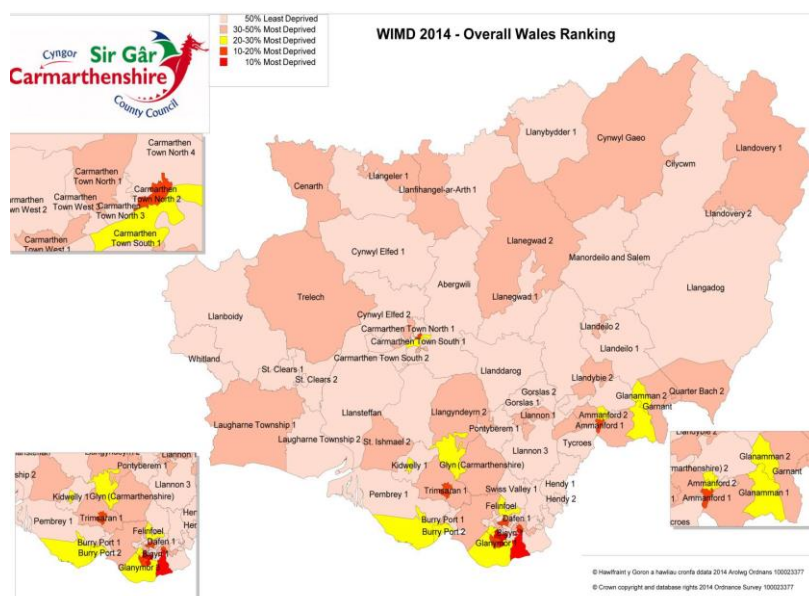 Cyngor
Sir Gâr
Carmarthenshire
County Council
50% Least Deprived
30-50% Most Deprived
20-30% Most Deprived
10-20% Most Deprived
10% Most Deprived
WIMD 2014 - Overall Wales Ranking
Carmarthen
Town North 4
Carmarthen
Town North 1
Carmarthen
Town West 3
Carmarthen
Town North 2
Carmarthen
Town North 3
Carmarthen
Town West 1
Carmarthen
Town South 1
Llanybydder 1
Cynwyl Gaeo
Cilycwm
Llandovery 1
Llandovery 2
Cenarth
Llangeler 1
Llanfihangel-ar-Arth 1
Llanegwad 2
Cynwyl Elfed 1
Manordeilo and Salem
Abergwili
Llanegwad 1
Llangadog
Trelech
Llanboidy
Cynwyl Elfed 2
Carmarthen Town North 1
Carmarthen Town South 1
Carmarthen Town South 2
Whitland
St. Clears 1
St. Clears 2
Llandeilo 2
Llandeilo 1
Llanddarog
Llandybie 2
Gorslas 2
Gorslas 1
Glanamman 2
Quarter Bach 2
Garnant
Llansteffan
Llangyndeyrn 2
Llannon 1
Ammanford 2
Ammanford 1
Laugharne Township 1
Laugharne Township 2
St. Ishmael 2
Pontyberem 1
Tycroes
Kidwelly 1
Glyn (Carmarthenshire)
Llannon 3
Pembrey 1
Trimsaran 1
Swiss Valley 1
Hendy 1
Hendy 2
Felinfoel
Burry Port 1
Burry Port 2
Dafen 1
Glanymor
Pontyberem 1
Llannon 1
Kidwelly 1
Glyn (Carmarthenshire)
Llannon 3
Pembrey 1
Trimsaran 1
Felinfoel
Burry Port 1
Burry Port 2
Dafen 1
Glanymor
Llandybie 2
Glanamman 2
Ammanford 2
Garnant
Ammanford 1
Glanamman 1
© Hawlfraint y Goron a hawliau cronfa ddata 2014 Arolwg Ordnans 100023377
© Crown copyright and database rights 2014 Ordnance Survey 100023377